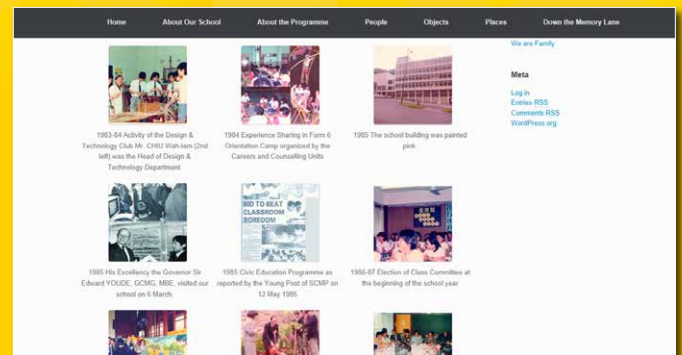 Home About Our School About the Programme People Objects Places Down the Memory Lane
We are Family
Meta
Log in
Entries RSS
Comments RSS
WordPress.org
1983-84 Activity of the Design &
Technology Club Mr. CHIU Wah-lam (2nd
left) was the Head of Design &
Technology Department
1984 Experience Sharing in Form 6
Orientation Camp organized by the
Careers and Counselling Units
1985 The school building was painted
pink.
BID TO BEAT
CLASSROOM
BOREDOM
1985 His Excellency the Governor Sir
Edward YOUDE, GCMG, MBE, visited our
school on 6 March.
1985 Civic Education Programme as
reported by the Young Post of SCMP on
12 May 1985
1986-87 Election of Class Committee at
the beginning of the school year